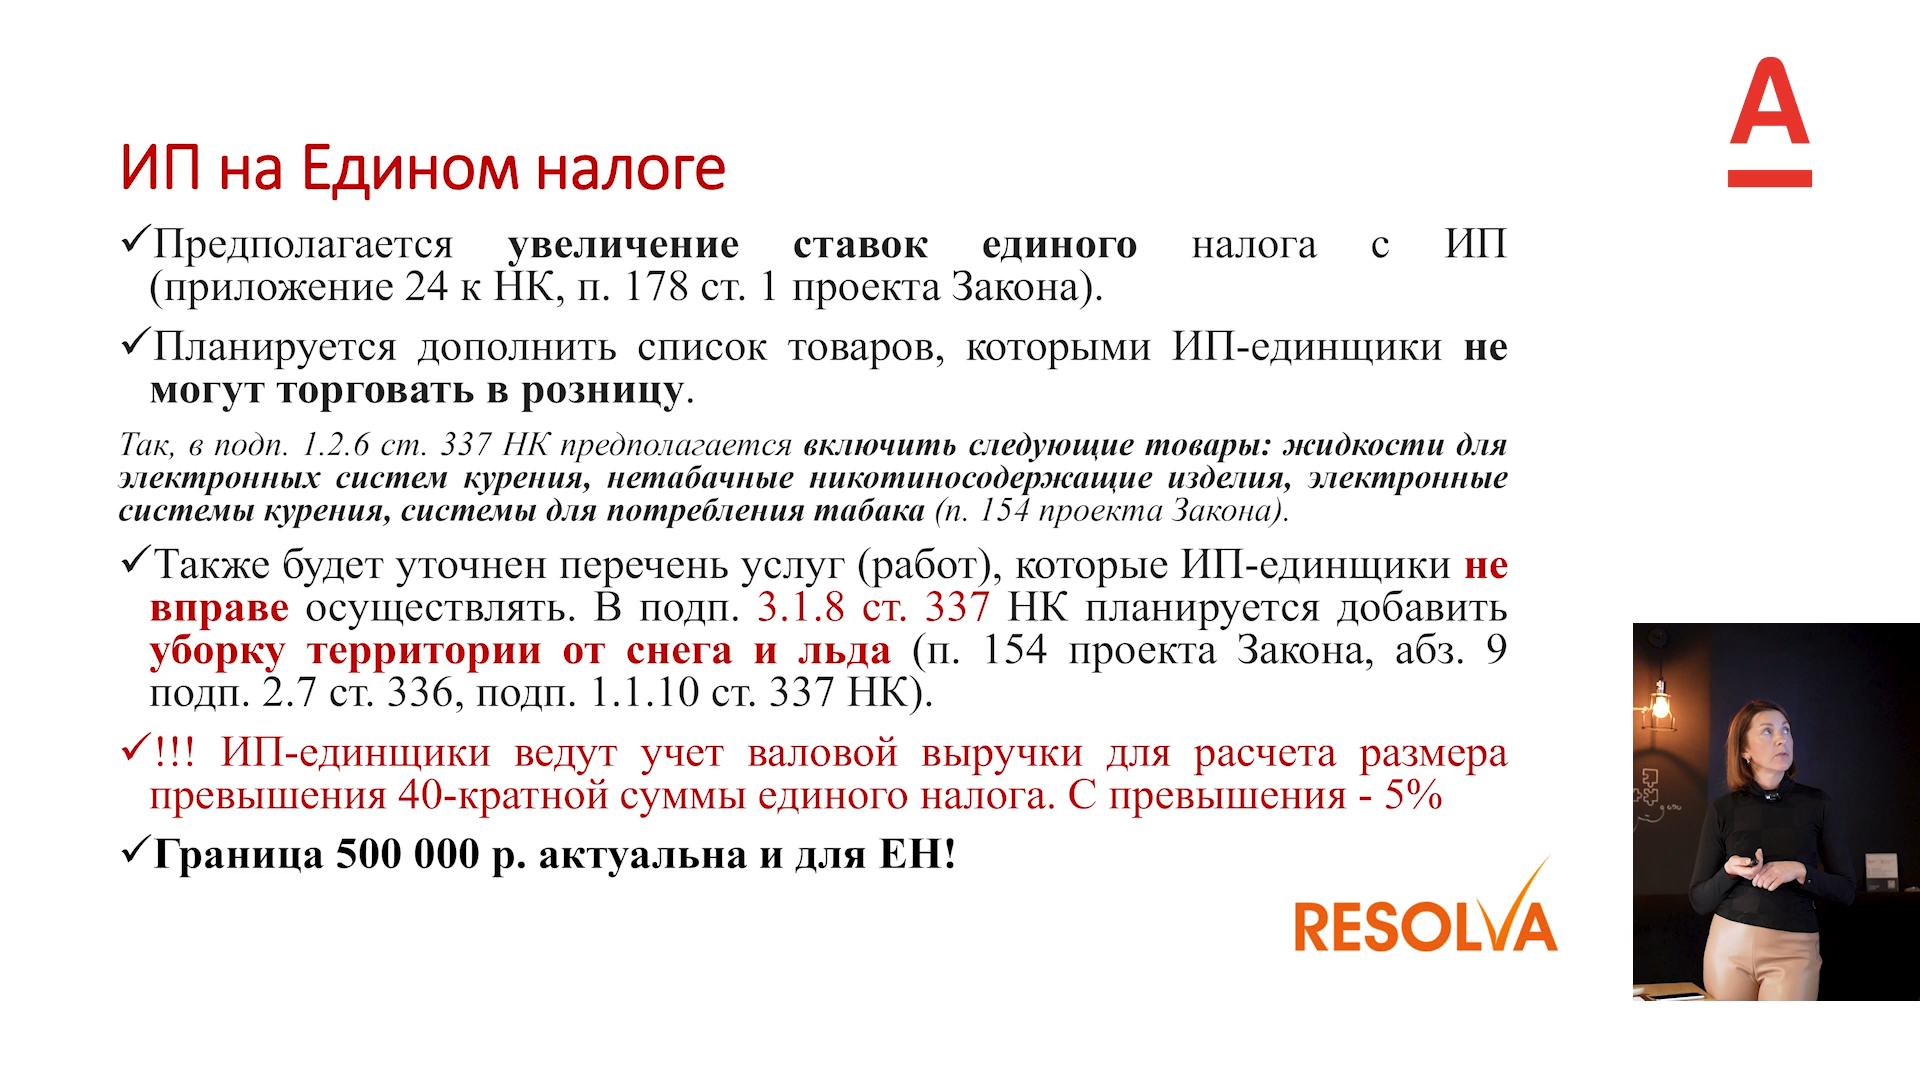 A
ИП на Едином налоге
✓Предполагается увеличение ставок единого налога с ИП
(приложение 24 к НК, п. 178 ст. 1 проекта Закона).
✓Планируется дополнить список товаров, которыми ИП-единщики не
могут торговать в розницу.
Так, в подп. 1.2.6 ст. 337 НК предполагается включить следующие товары: жидкости для
электронных систем курения, нетабачные никотиносодержащие изделия, электронные
системы курения, системы для потребления табака (п. 154 проекта Закона).
✓Также будет уточнен перечень услуг (работ), которые ИП-единщики не
вправе осуществлять. В подп. 3.1.8 ст. 337 НК планируется добавить
уборку территории от снега и льда (п. 154 проекта Закона, абз. 9
подп. 2.7 ст. 336, подп. 1.1.10 ст. 337 НК).
✓!!! ИП-единщики ведут учет валовой выручки для расчета размера
превышения 40-кратной суммы единого налога. С превышения - 5%
✓Граница 500 000 р. актуальна и для ЕН!
RESOLVA